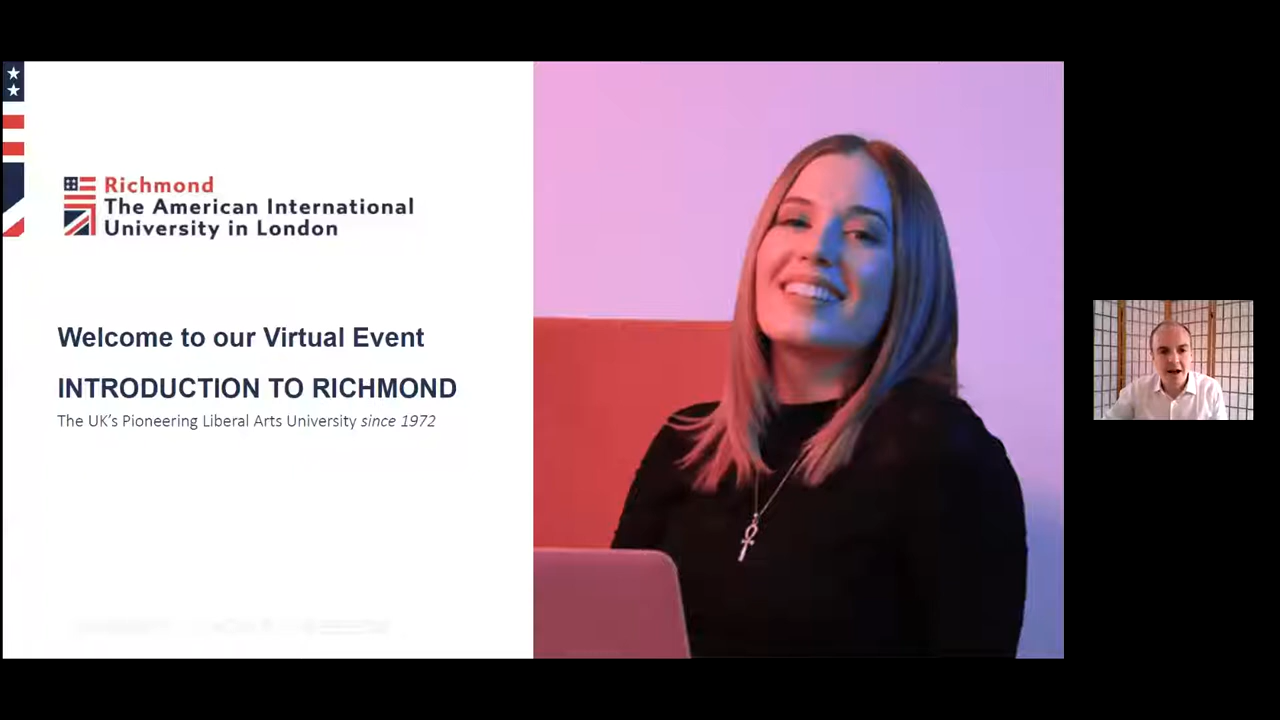 Richmond
The American International
University in London
Welcome to our Virtual Event
INTRODUCTION TO RICHMOND
The UK's Pioneering Liberal Arts University since 1972